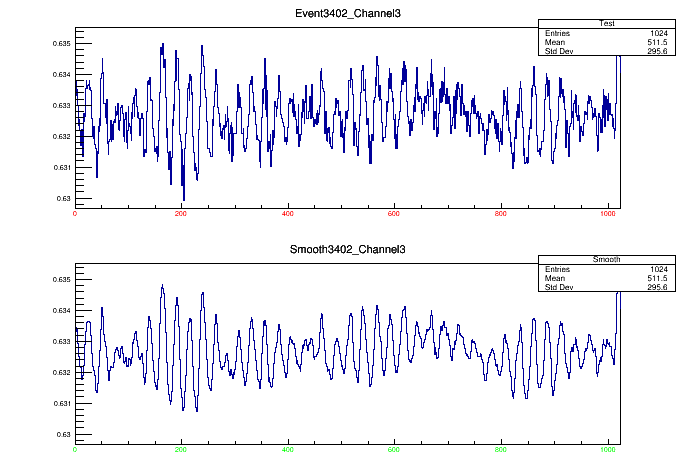 Event3402_Channel3
Test
Entries 1024
Mean 511.5
Std Dev 295.6
0.635
0.634
0.633
0.632
0.631
0.63
0 200 400 600 800 1000
Smooth3402_Channel3
Smooth
Entries 1024
Mean 511.5
Std Dev 295.6
0.635
0.634
0.633
0.632
0.631
0.63
0 200 400 600 800 1000